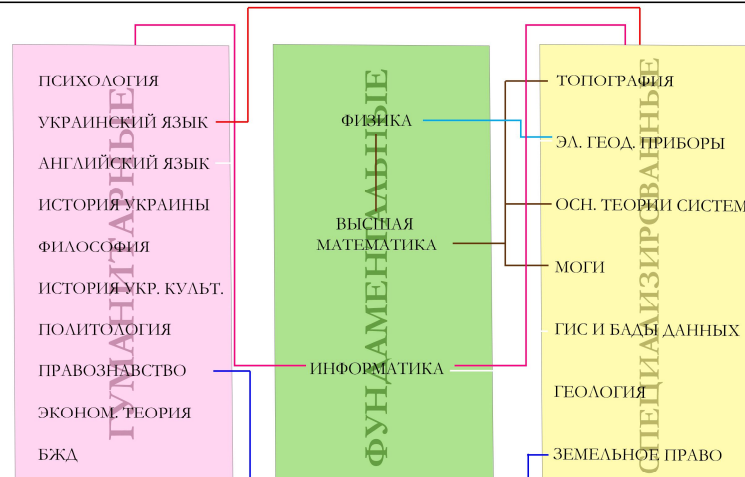 ГУМАНИТАРНЫЕ
ПСИХОЛОГИЯ
УКРАИНСКИЙ ЯЗЫК
АНГЛИЙСКИЙ ЯЗЫК
ИСТОРИЯ УКРАИНЫ
ФИЛОСОФИЯ
ИСТОРИЯ УКР. КУЛЬТ.
ПОЛИТОЛОГИЯ
ПРАВОЗНАВСТВО
ЭКОНОМ. ТЕОРИЯ
БЖД
ФУНДАМЕНТАЛЬНЫЕ
ФИЗИКА
ВЫСШАЯ
МАТЕМАТИКА
ИНФОРМАТИКА
СПЕЦИАЛИЗИРОВАННЫЕ
ТОПОГРАФИЯ
ЭЛ. ГЕОД. ПРИБОРЫ
ОСН. ТЕОРИИ СИСТЕМ
МОГИ
ГИС И БАДЫ ДАННЫХ
ГЕОЛОГИЯ
ЗЕМЕЛЬНОЕ ПРАВО